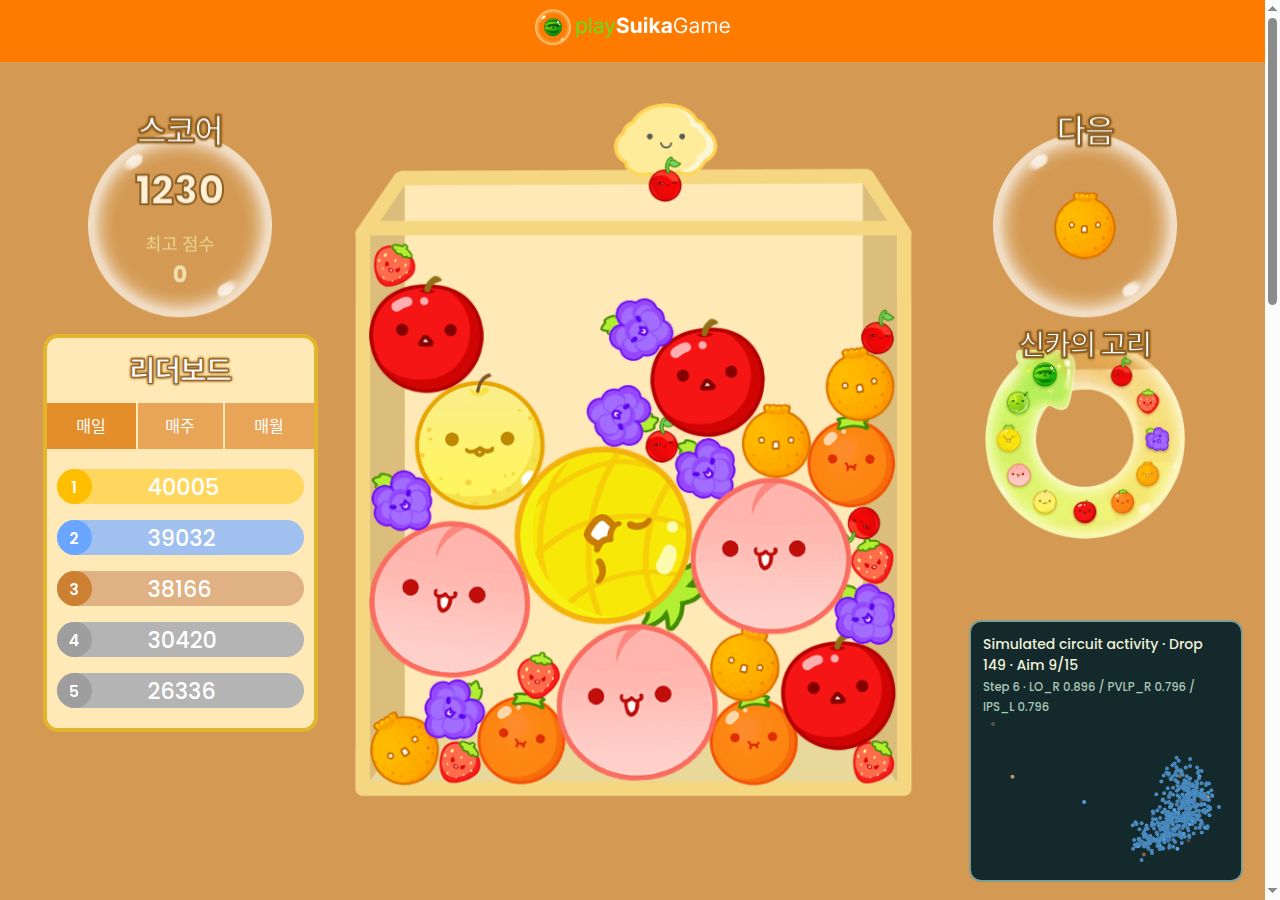 playSuikaGame
스코어
1230
최고 점수
0
리더보드
매일 매주 매월
1 40005
2 39032
3 38166
4 30420
5 26336
다음
신카의 고리
Simulated circuit activity · Drop
149 · Aim 9/15
Step 6 · LO_R 0.896 / PVLP_R 0.796 /
IPS_L 0.796